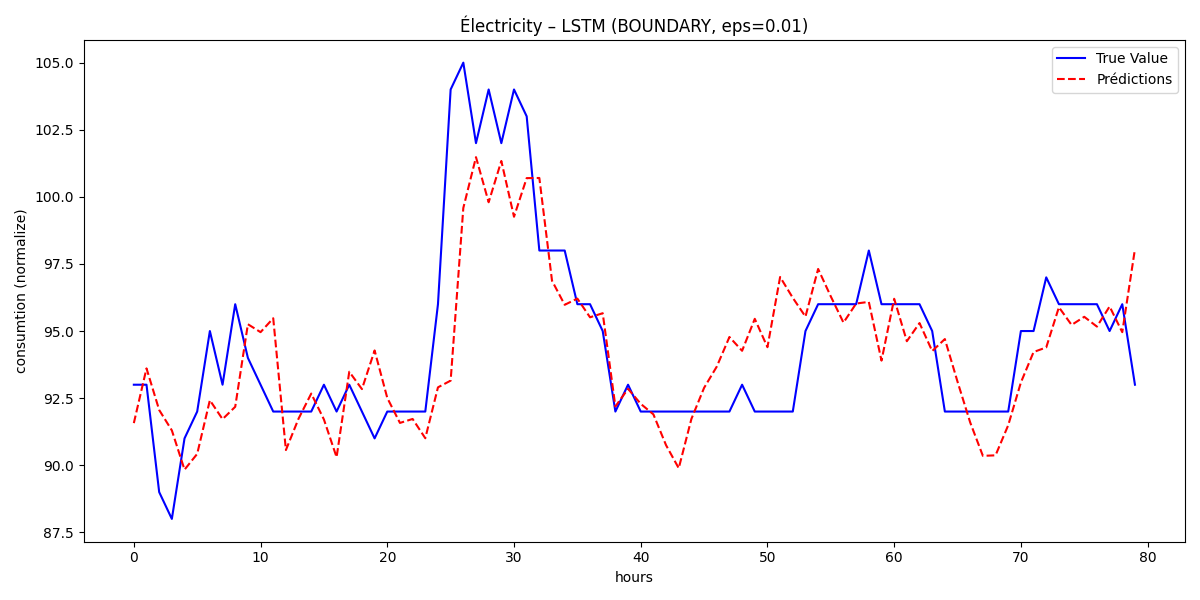 Électricity – LSTM (BOUNDARY, eps=0.01)
True Value
Prédictions
consumtion (normalize)
105.0
102.5
100.0
97.5
95.0
92.5
90.0
87.5
0 10 20 30 40 50 60 70 80
hours